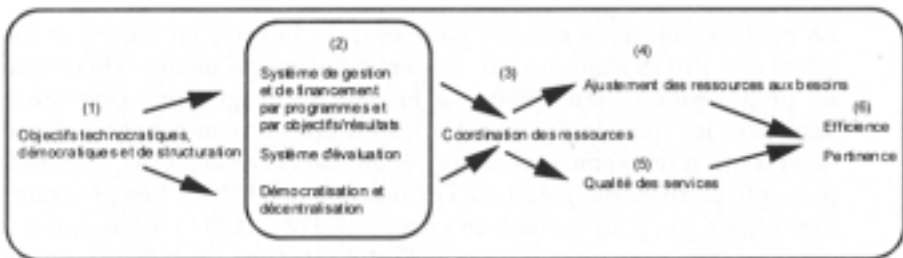 (1)
Objectifs technocratiques,
démocratiques et de structuration
(2)
Système de gestion
et de financement
par programmes et
par objectifs/résultats
Système d'évaluation
Démocratisation et
décentralisation
(3)
Coordination des ressources
(4)
Ajustement des ressources aux besoins
(5)
Qualité des services
(6)
Efficience
Pertinence